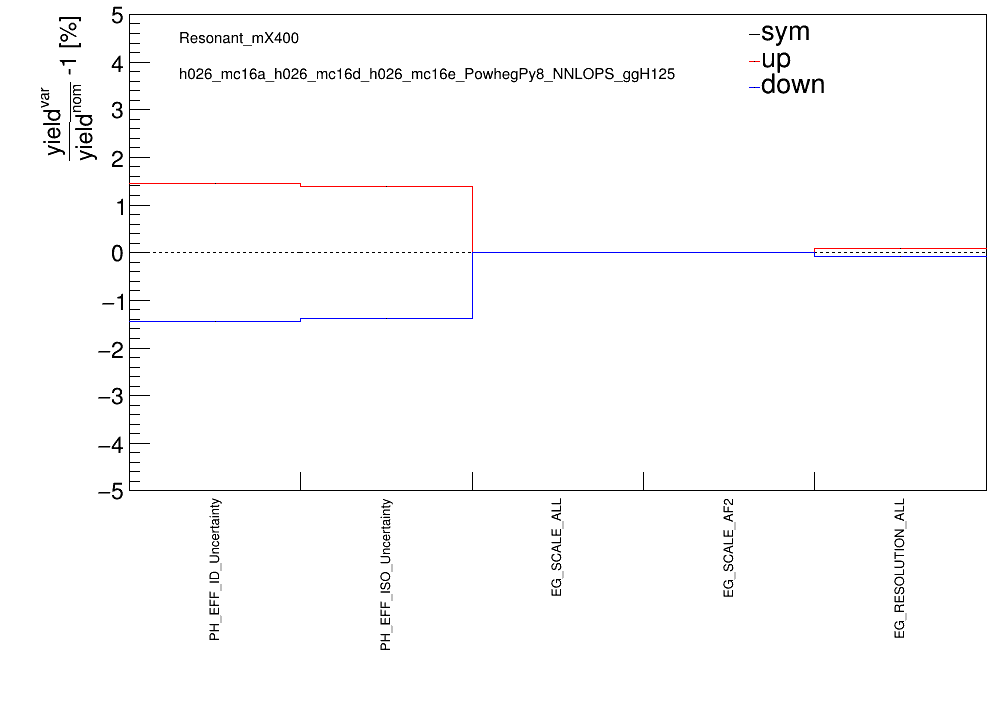 yield^var / yield^nom -1 [%]
Resonant_mX400
h026_mc16a_h026_mc16d_h026_mc16e_PowhegPy8_NNLOPS_ggH125
sym
up
down
5
4
3
2
1
0
−1
−2
−3
−4
−5
PH_EFF_ID_Uncertainty
PH_EFF_ISO_Uncertainty
EG_SCALE_ALL
EG_SCALE_AF2
EG_RESOLUTION_ALL